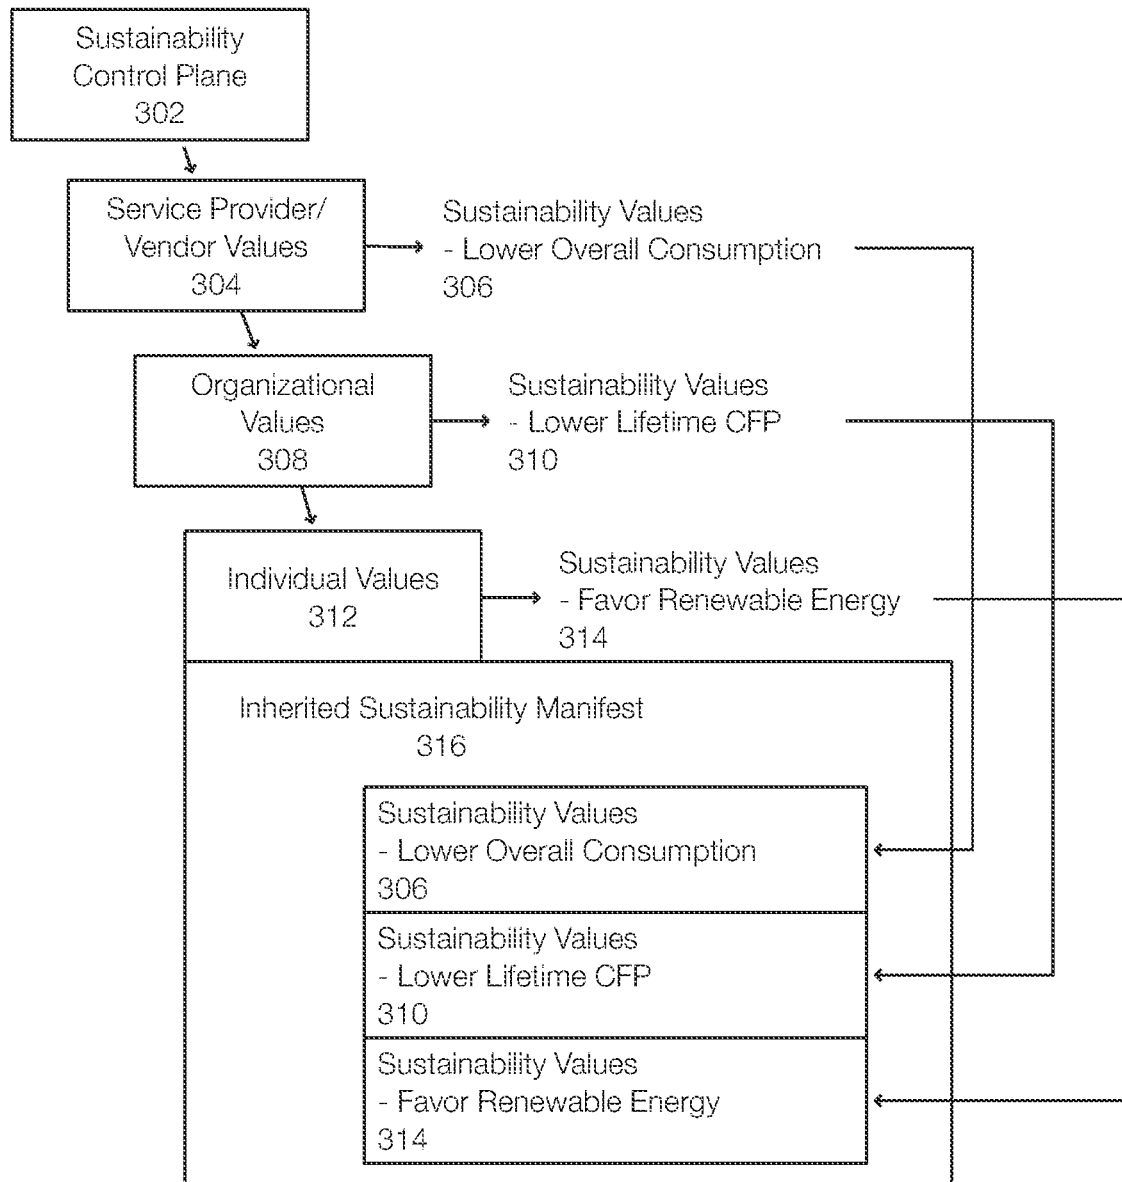 Sustainability
Control Plane
302
Service Provider/
Vendor Values
304
Sustainability Values
- Lower Overall Consumption
306
Organizational
Values
308
Sustainability Values
- Lower Lifetime CFP
310
Individual Values
312
Sustainability Values
- Favor Renewable Energy
314
Inherited Sustainability Manifest
316
Sustainability Values
- Lower Overall Consumption
306
Sustainability Values
- Lower Lifetime CFP
310
Sustainability Values
- Favor Renewable Energy
314